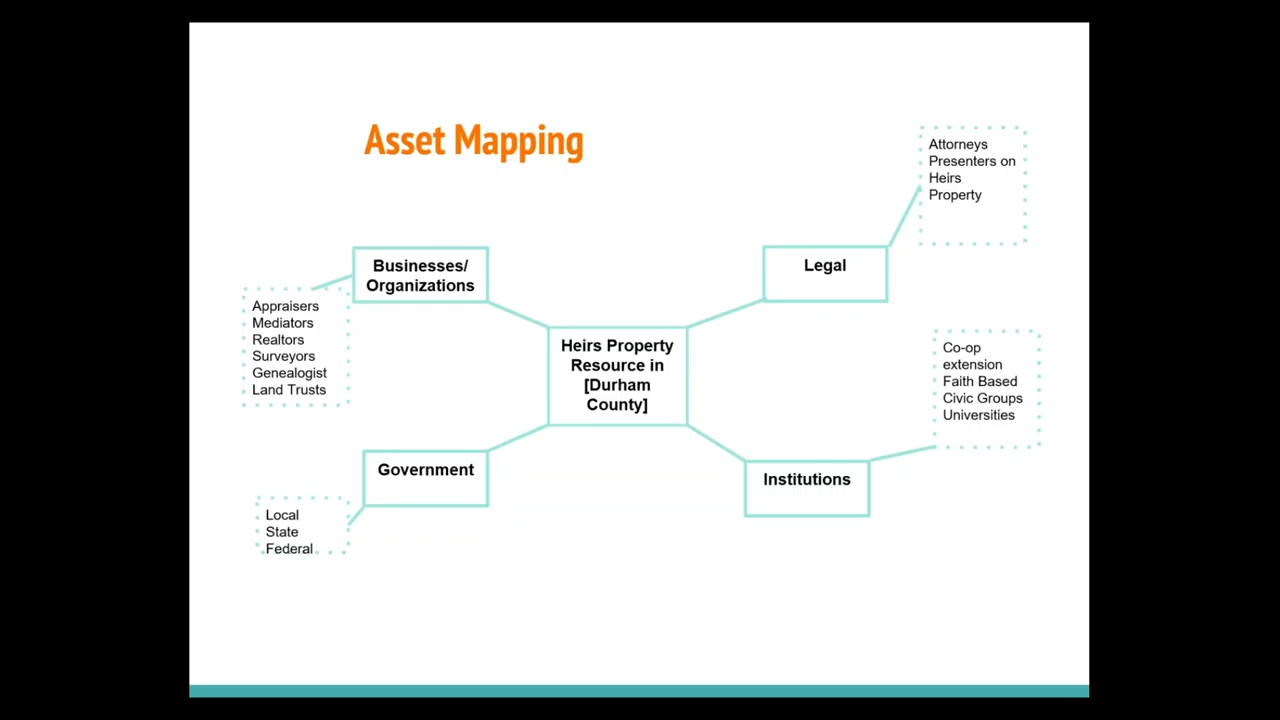 Asset Mapping
Attorneys
Presenters on
Heirs
Property
Businesses/
Organizations
Legal
Appraisers
Mediators
Realtors
Surveyors
Genealogist
Land Trusts
Heirs Property
Resource in
[Durham
County]
Co-op
extension
Faith Based
Civic Groups
Universities
Government
Institutions
Local
State
Federal